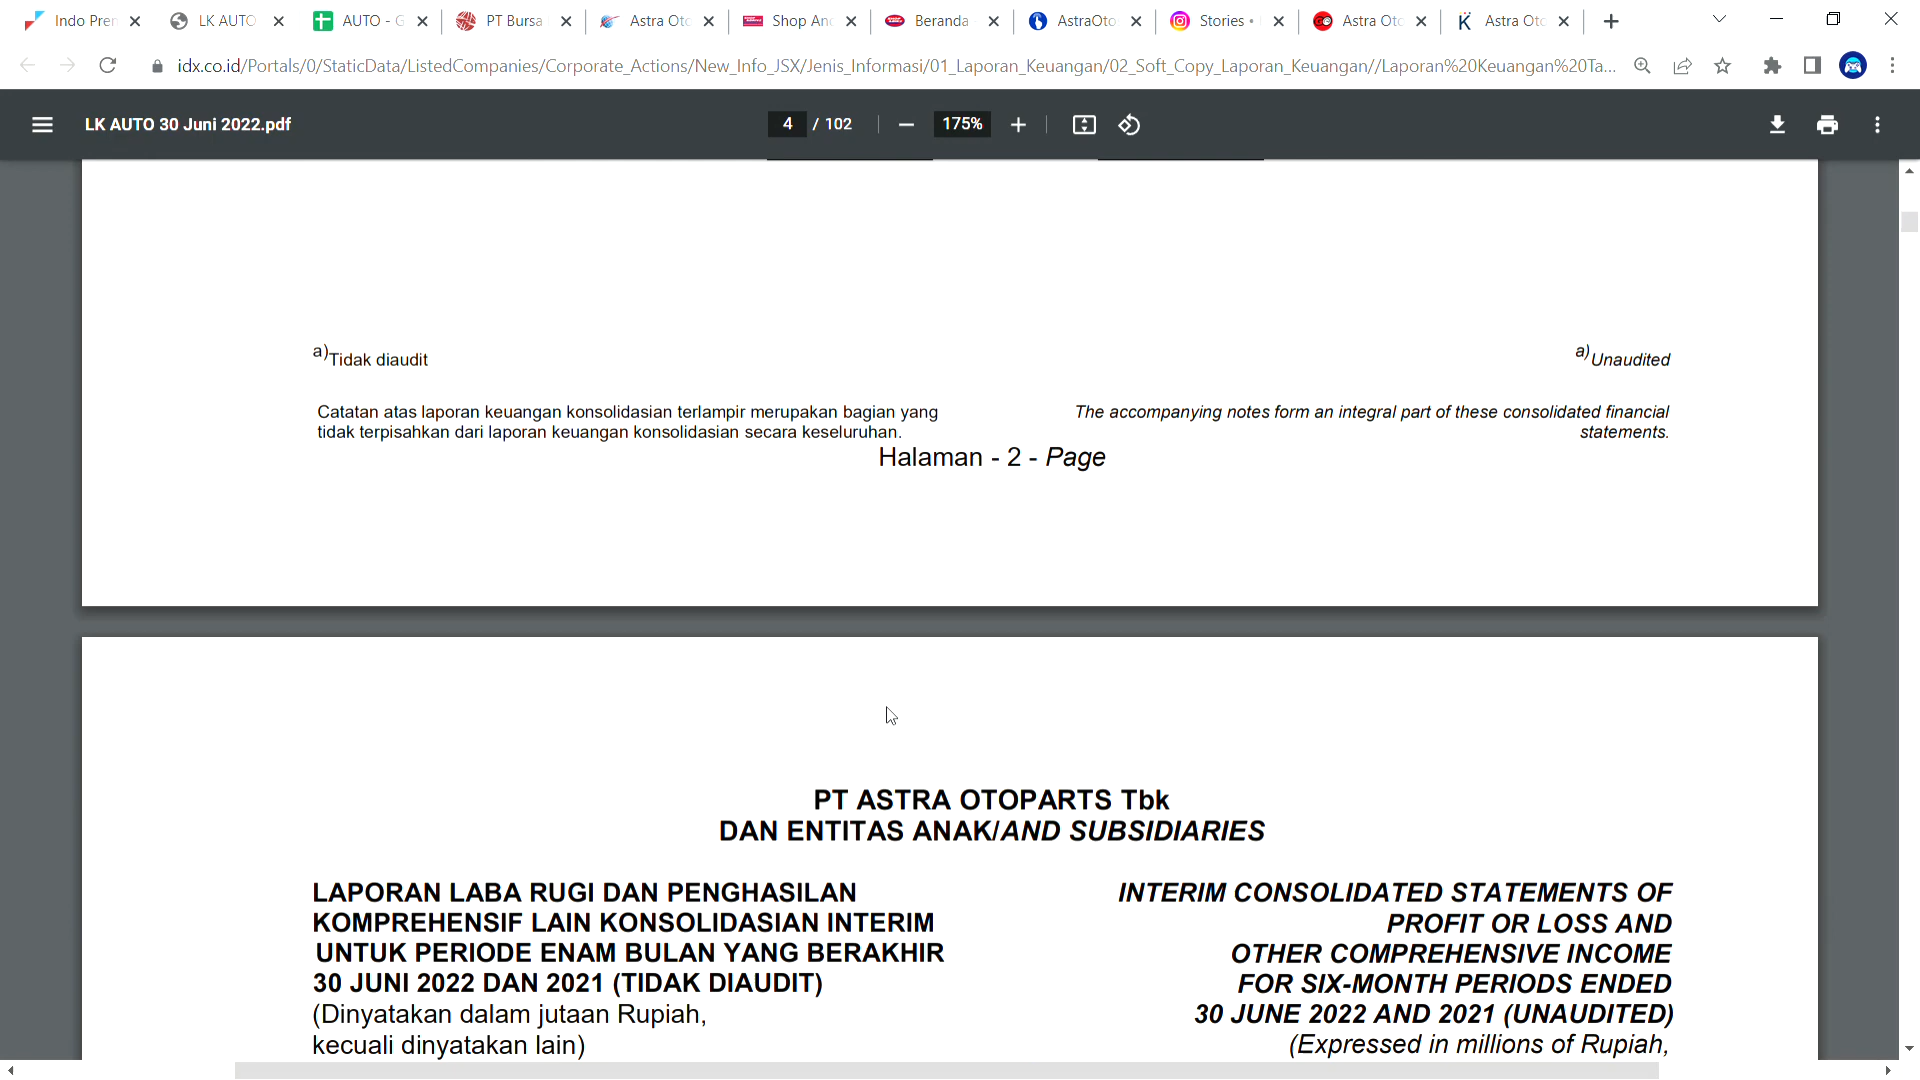 Indo Pren
LK AUTO
AUTO - G
PT Bursa
Astra Oto
Shop And
Beranda
AstraOto
Stories •
Astra Oto
Astra Oto
idx.co.id/Portals/0/StaticData/ListedCompanies/Corporate_Actions/New_Info_JSX/Jenis_Informasi/01_Laporan_Keuangan/02_Soft_Copy_Laporan_Keuangan//Laporan%20Keuangan%20Ta...
LK AUTO 30 Juni 2022.pdf
4 / 102
175%
a) Tidak diaudit
a) Unaudited
Catatan atas laporan keuangan konsolidasian terlampir merupakan bagian yang
tidak terpisahkan dari laporan keuangan konsolidasian secara keseluruhan.
The accompanying notes form an integral part of these consolidated financial
statements.
Halaman - 2 - Page
PT ASTRA OTOPARTS Tbk
DAN ENTITAS ANAK/AND SUBSIDIARIES
LAPORAN LABA RUGI DAN PENGHASILAN
KOMPREHENSIF LAIN KONSOLIDASIAN INTERIM
UNTUK PERIODE ENAM BULAN YANG BERAKHIR
30 JUNI 2022 DAN 2021 (TIDAK DIAUDIT)
(Dinyatakan dalam jutaan Rupiah,
kecuali dinyatakan lain)
INTERIM CONSOLIDATED STATEMENTS OF
PROFIT OR LOSS AND
OTHER COMPREHENSIVE INCOME
FOR SIX-MONTH PERIODS ENDED
30 JUNE 2022 AND 2021 (UNAUDITED)
(Expressed in millions of Rupiah,